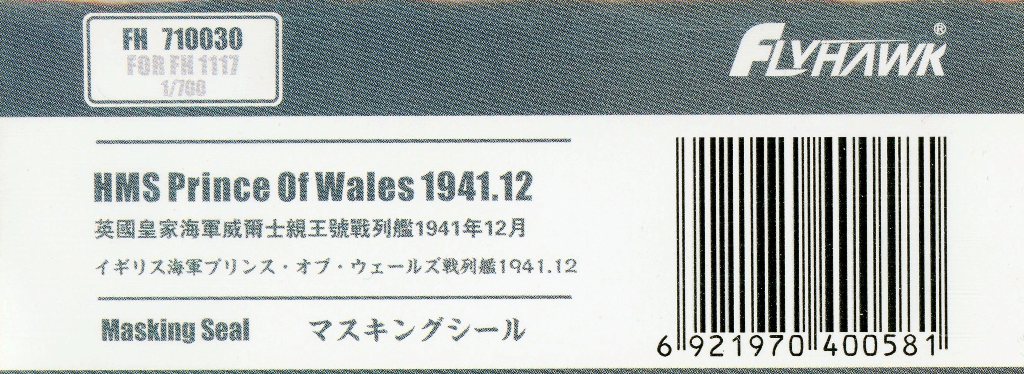 FH 710030
FOR FH 1117
1/700
FLYHAWK®
HMS Prince Of Wales 1941.12
英國皇家海軍威爾士親王號戰列艦1941年12月
イギリス海軍プリンス・オブ・ウェールズ戰列艦1941.12
Masking Seal マスキングシール
6 921970 400581